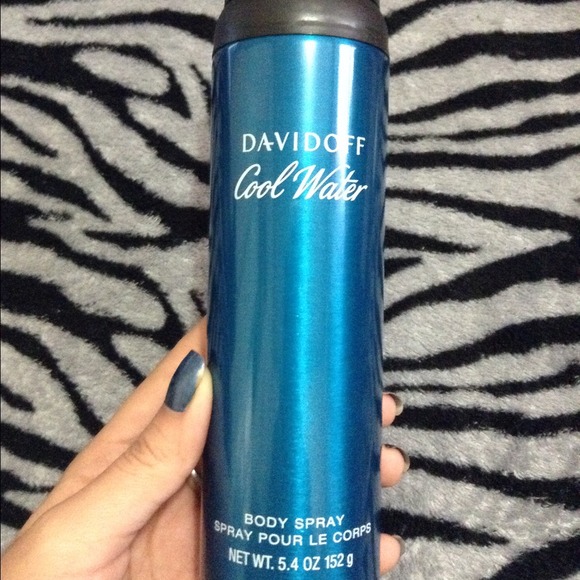 DAVIDOFF
Cool Water
BODY SPRAY
SPRAY POUR LE CORPS
NET WT. 5.4 OZ 152 g